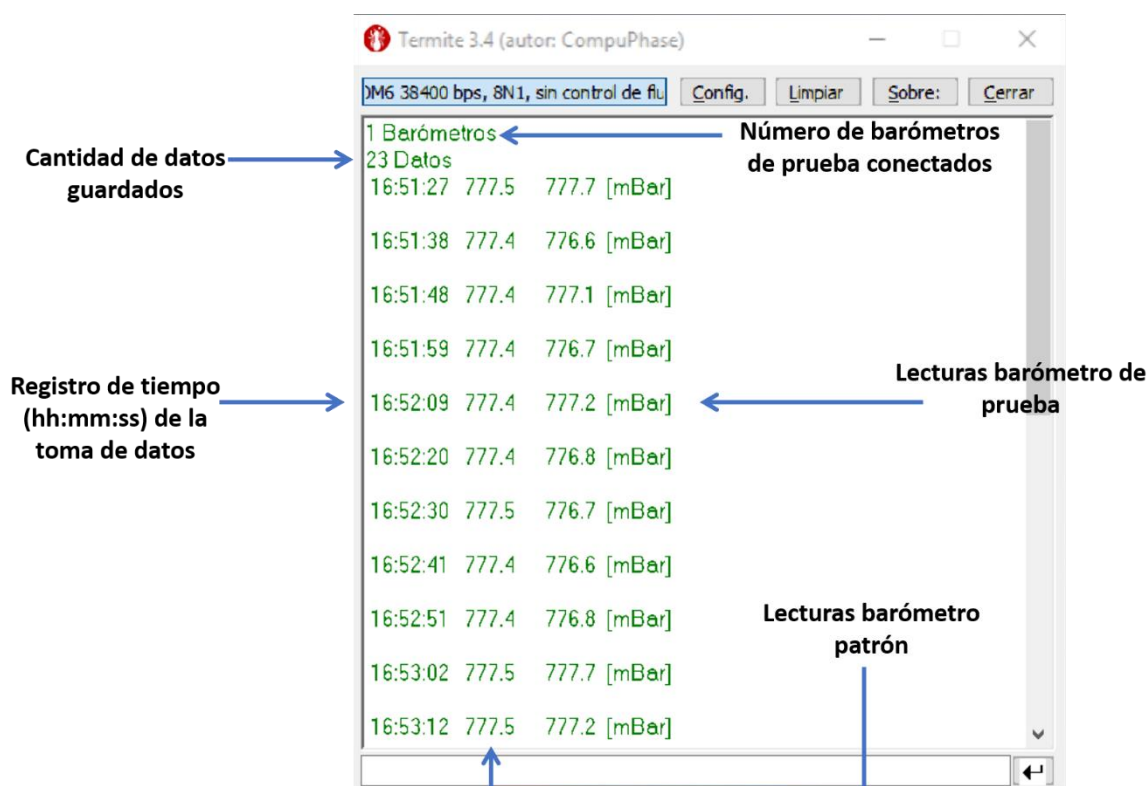 Termite 3.4 (autor: CompuPhase)
OM6 38400 bps, 8N1, sin control de flu
Config.
Limpiar
Sobre:
Cerrar
1 Barómetros
23 Datos
16:51:27 777.5 777.7 [mBar]
16:51:38 777.4 776.6 [mBar]
16:51:48 777.4 777.1 [mBar]
16:51:59 777.4 776.7 [mBar]
16:52:09 777.4 777.2 [mBar]
16:52:20 777.4 776.8 [mBar]
16:52:30 777.5 776.7 [mBar]
16:52:41 777.4 776.6 [mBar]
16:52:51 777.4 776.8 [mBar]
16:53:02 777.5 777.7 [mBar]
16:53:12 777.5 777.2 [mBar]
Número de barómetros
de prueba conectados
Cantidad de datos
guardados
Registro de tiempo
(hh:mm:ss) de la
toma de datos
Lecturas barómetro de
prueba
Lecturas barómetro
patrón